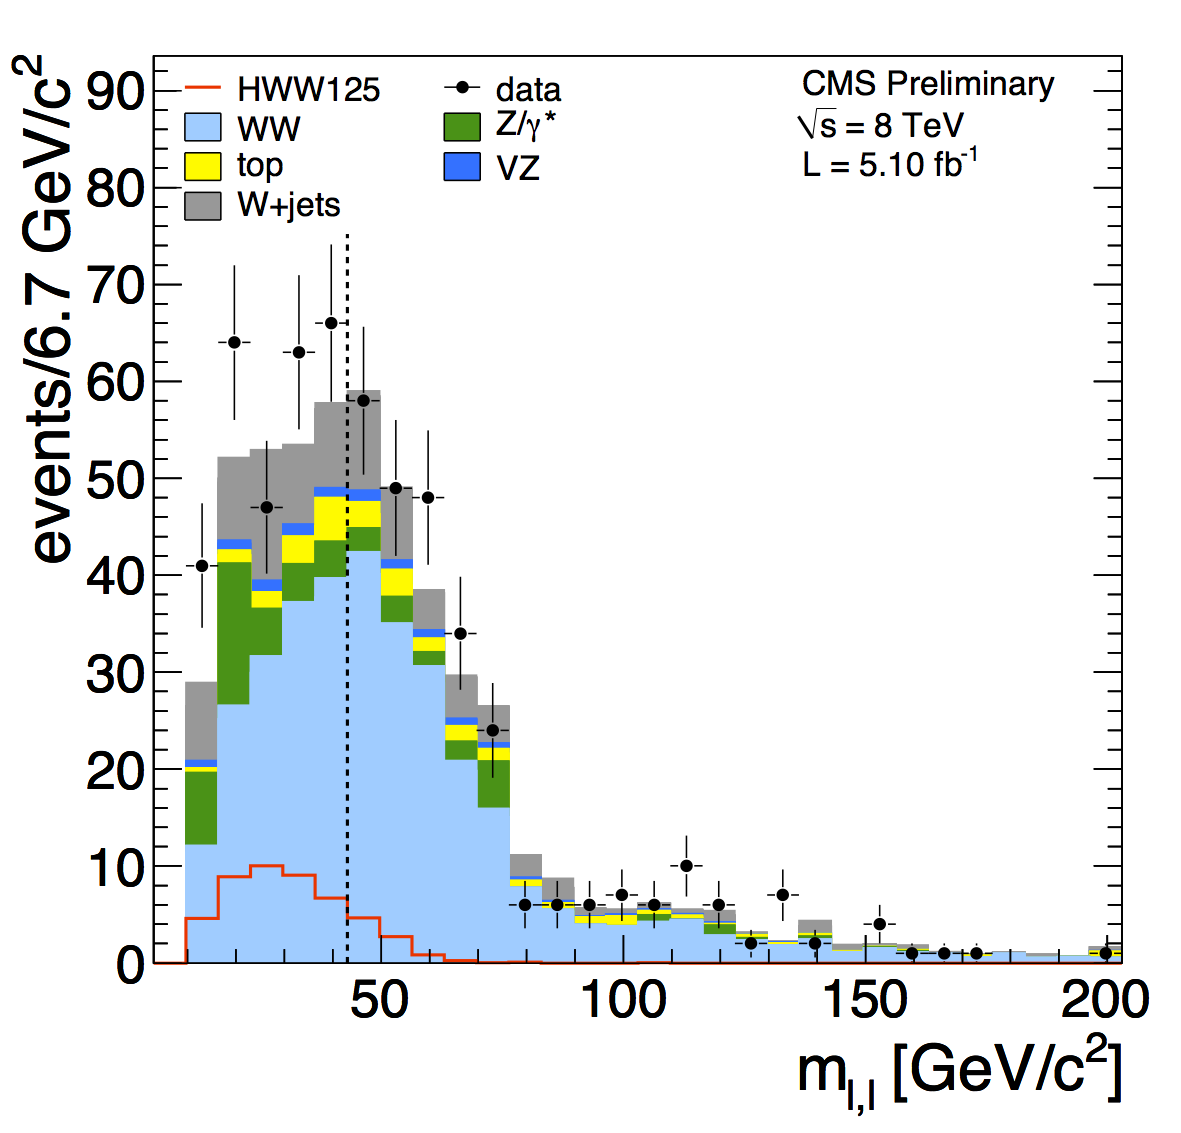 events/6.7 GeV/c²
90
80
70
60
50
40
30
20
10
0
HWW125
WW
top
W+jets
data
Z/γ*
VZ
CMS Preliminary
√s = 8 TeV
L = 5.10 fb⁻¹
50 100 150 200
m_l,l [GeV/c²]